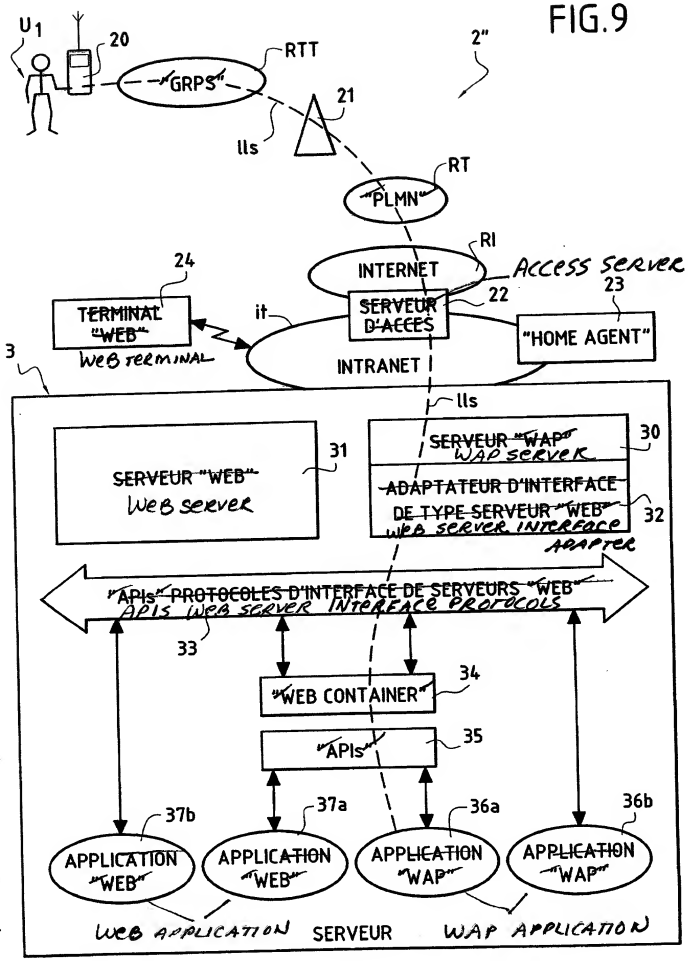 FIG.9
U1
20
RTT
2"
"GRPS"
21
lls
RT
"PLMN"
RI
INTERNET
ACCESS SERVER
24
22
23
TERMINAL
"WEB"
WEB TERMINAL
it
SERVEUR
D'ACCES
"HOME AGENT"
INTRANET
3
lls
31
SERVEUR "WEB"
WEB SERVER
SERVEUR "WAP"
WAP SERVER
30
ADAPTATEUR D'INTERFACE
DE TYPE SERVEUR "WEB"
32
WEB SERVER INTERFACE
ADAPTER
"APIs" PROTOCOLES D'INTERFACE DE SERVEURS "WEB"
APIS WEB SERVER INTERFACE PROTOCOLS
33
"WEB CONTAINER"
34
"APIs"
35
37b
37a
36a
36b
APPLICATION
"WEB"
APPLICATION
"WEB"
APPLICATION
"WAP"
APPLICATION
"WAP"
WEB APPLICATION
SERVEUR
WAP APPLICATION